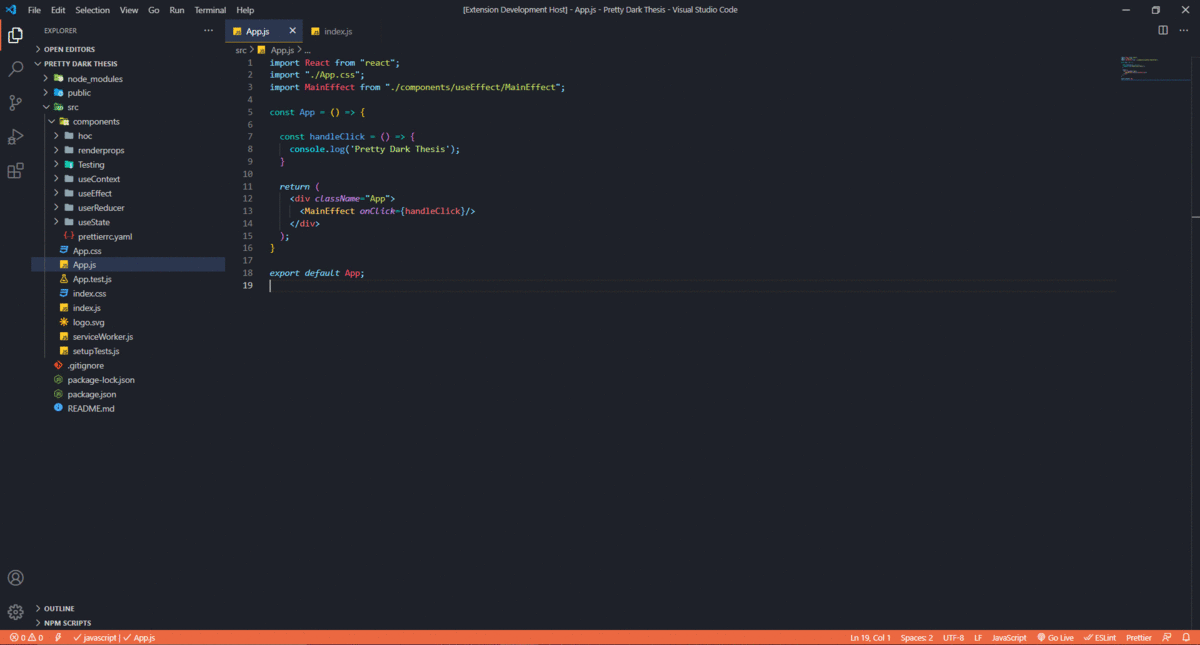 File Edit Selection View Go Run Terminal Help
[Extension Development Host] - App.js - Pretty Dark Thesis - Visual Studio Code
EXPLORER
OPEN EDITORS
PRETTY DARK THESIS
node_modules
public
src
components
hoc
renderprops
Testing
useContext
useEffect
userReducer
useState
prettierrc.yaml
App.css
App.js
App.test.js
index.css
index.js
logo.svg
serviceWorker.js
setupTests.js
.gitignore
package-lock.json
package.json
README.md
OUTLINE
NPM SCRIPTS
App.js index.js
src > App.js > ...
1 import React from "react";
2 import "./App.css";
3 import MainEffect from "./components/useEffect/MainEffect";
4
5 const App = () => {
6
7 const handleClick = () => {
8 console.log('Pretty Dark Thesis');
9 }
10
11 return (
12 <div className="App">
13 <MainEffect onClick={handleClick}/>
14 </div>
15 );
16 }
17
18 export default App;
19
0 0 javascript | App.js
Ln 19, Col 1 Spaces: 2 UTF-8 LF JavaScript Go Live ESLint Prettier